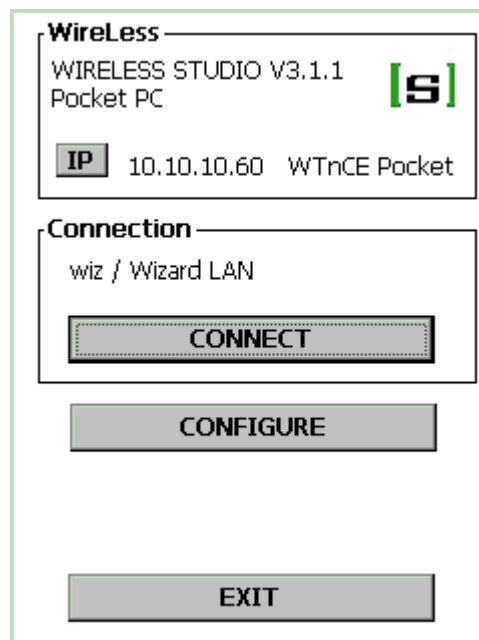 WireLess
WIRELESS STUDIO V3.1.1
Pocket PC
[S]
IP 10.10.10.60 WTnCE Pocket
Connection
wiz / Wizard LAN
CONNECT
CONFIGURE
EXIT